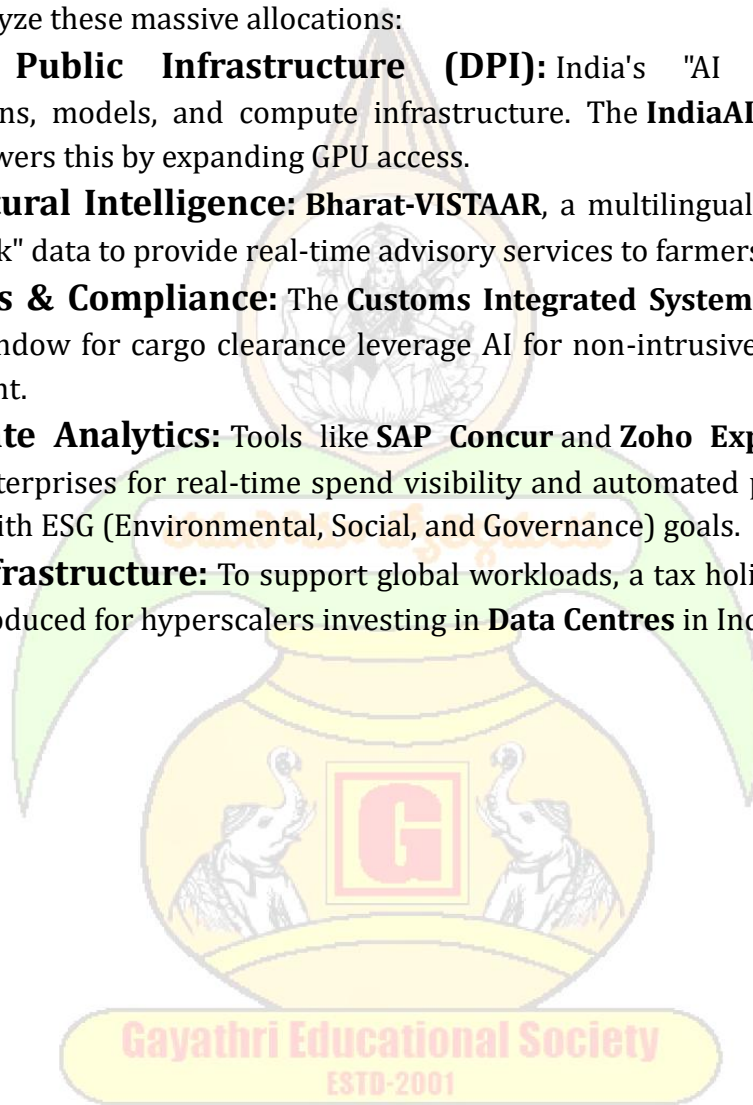 yze these massive allocations:
Public Infrastructure (DPI): India's "AI
ns, models, and compute infrastructure. The IndiaAI
wers this by expanding GPU access.
tural Intelligence: Bharat-VISTAAR, a multilingual
k" data to provide real-time advisory services to farmers
s & Compliance: The Customs Integrated System
ndow for cargo clearance leverage AI for non-intrusive
nt.
te Analytics: Tools like SAP Concur and Zoho Exp
terprises for real-time spend visibility and automated p
ith ESG (Environmental, Social, and Governance) goals.
frastructure: To support global workloads, a tax holi
oduced for hyperscalers investing in Data Centres in Ind
G
Gayathri Educational Society
ESTD-2001